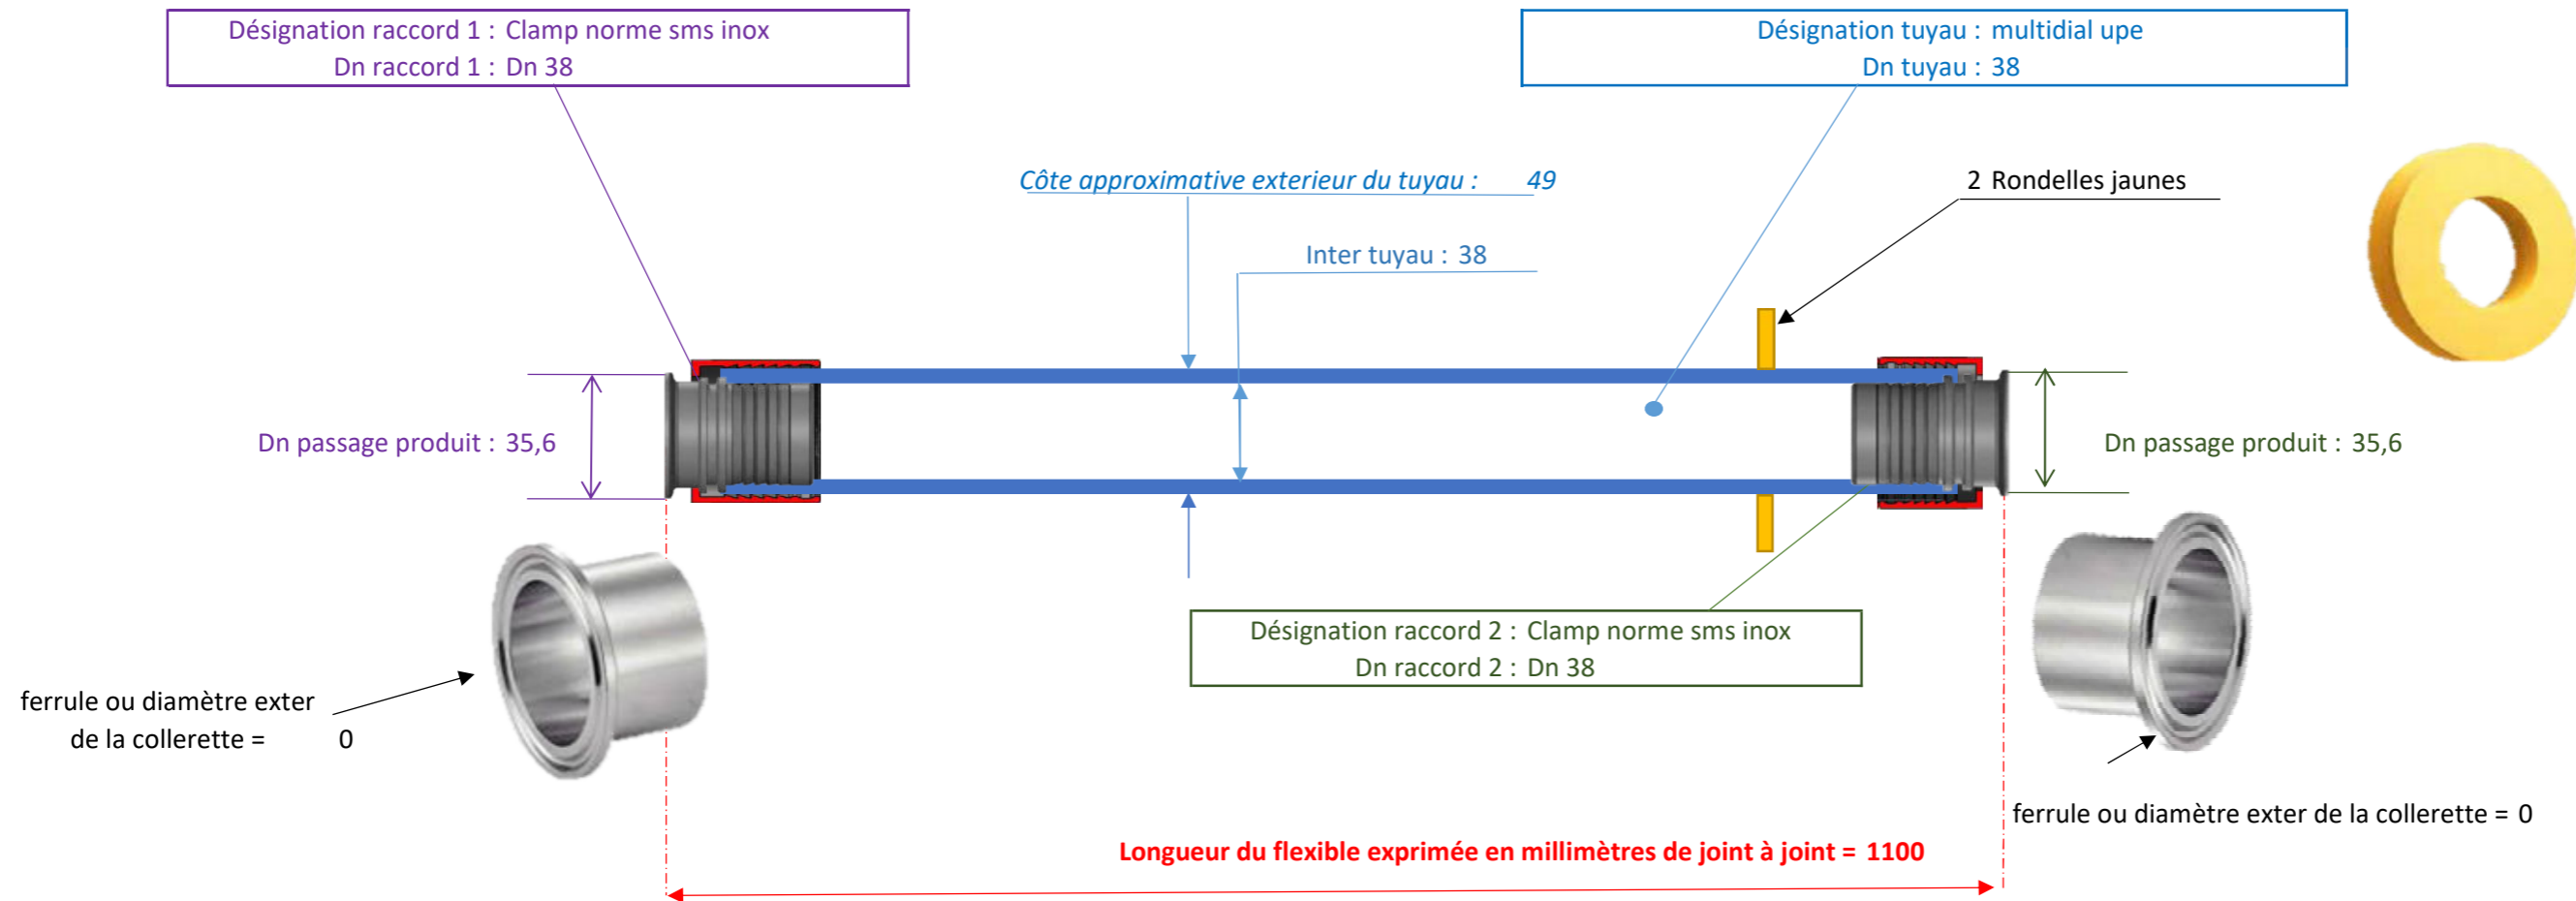 Désignation raccord 1 : Clamp norme sms inox
Dn raccord 1 : Dn 38
Désignation tuyau : multidial upe
Dn tuyau : 38
Côte approximative exterieur du tuyau : 49
2 Rondelles jaunes
Inter tuyau : 38
Dn passage produit : 35,6
Dn passage produit : 35,6
Désignation raccord 2 : Clamp norme sms inox
Dn raccord 2 : Dn 38
ferrule ou diamètre exter
de la collerette = 0
ferrule ou diamètre exter de la collerette = 0
Longueur du flexible exprimée en millimètres de joint à joint = 1100